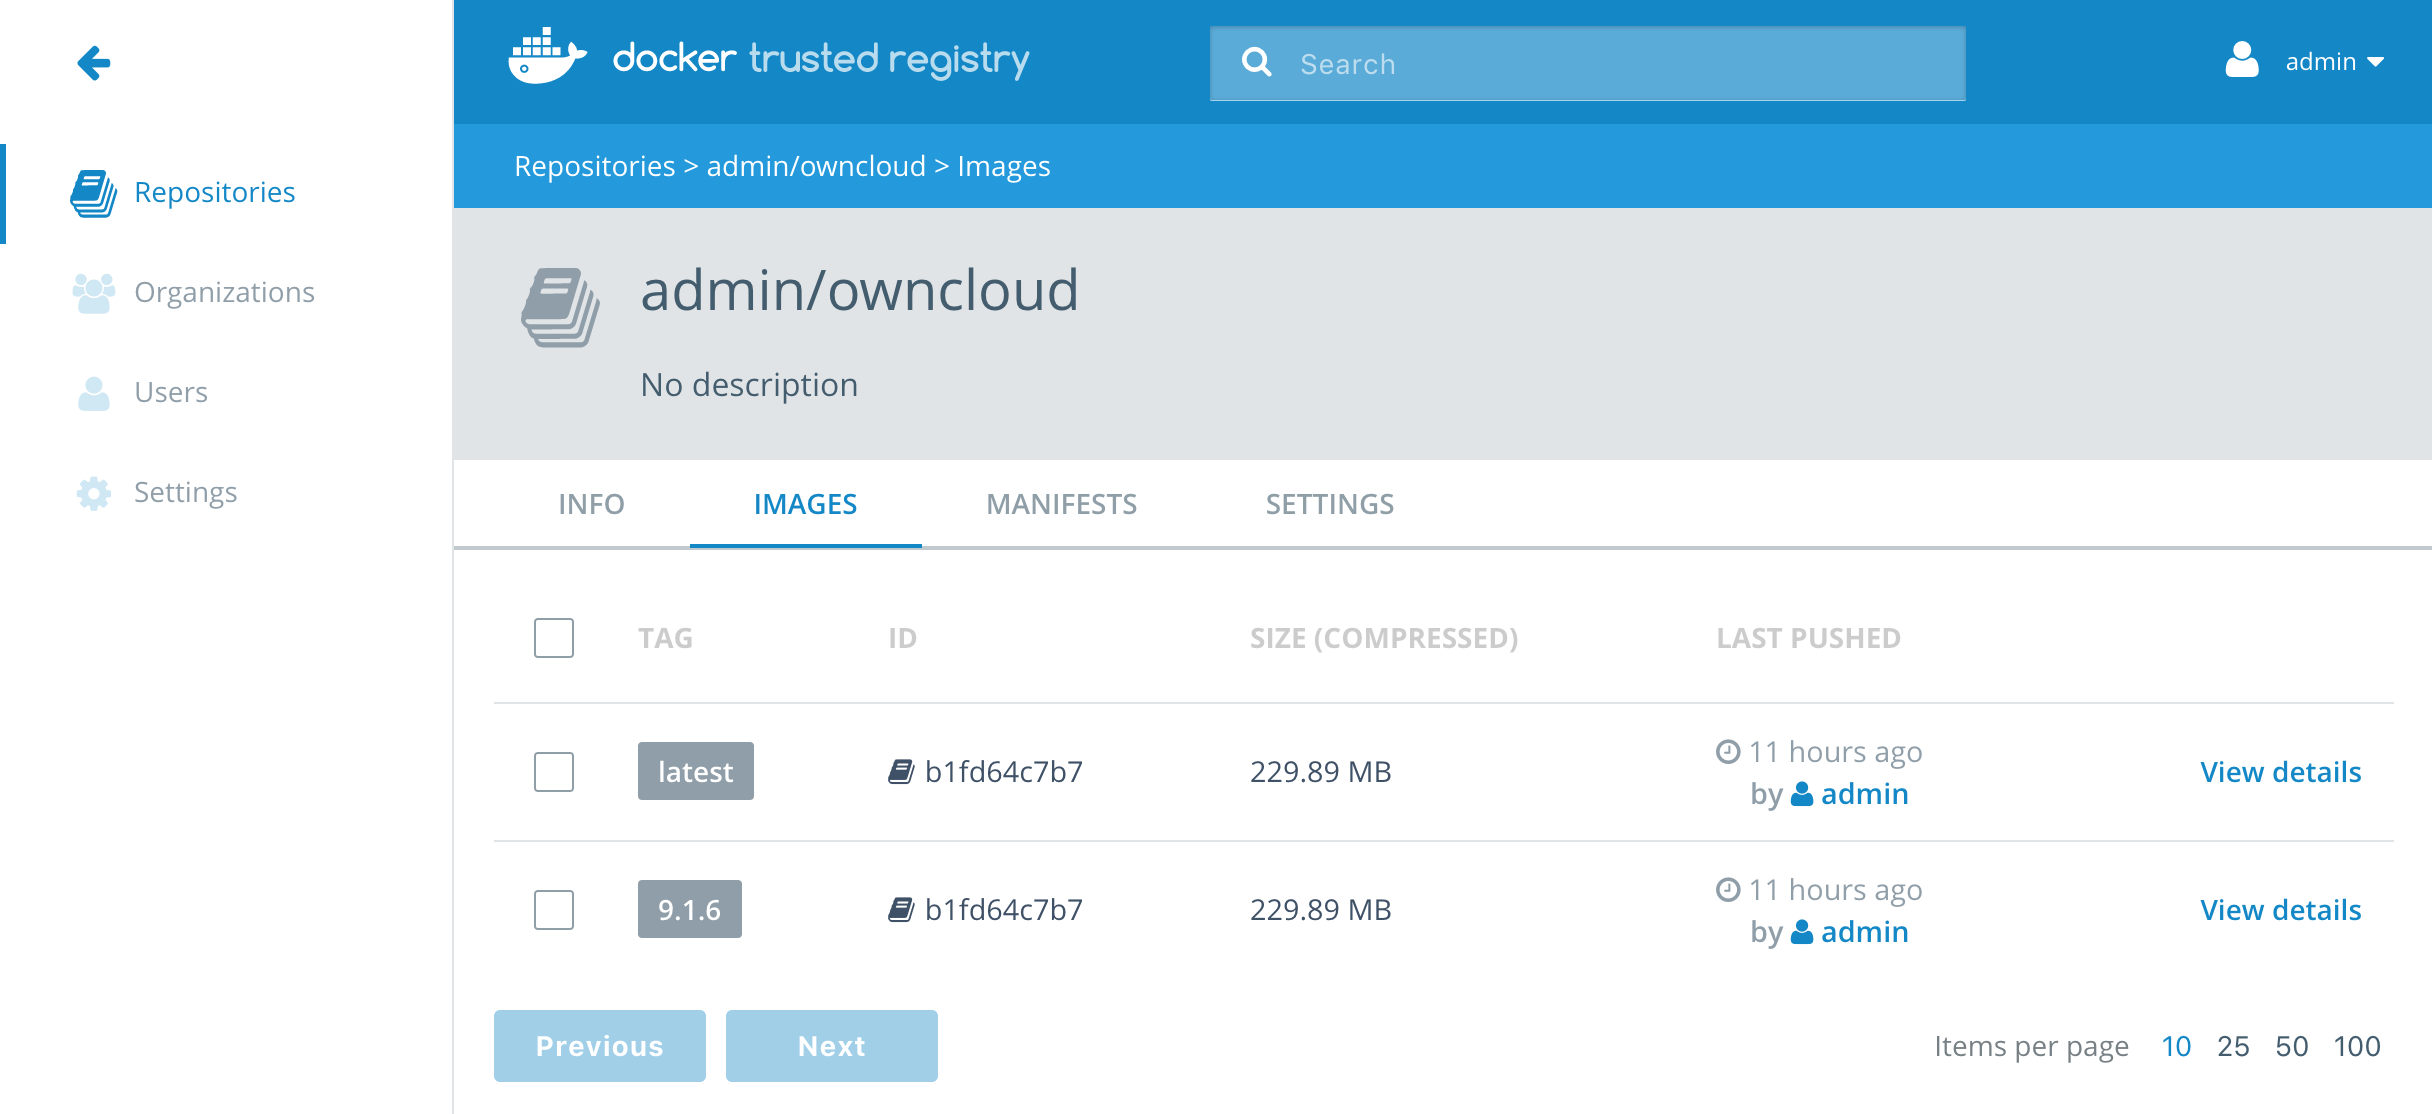 docker trusted registry
Search
admin
Repositories > admin/owncloud > Images
Repositories
Organizations
Users
Settings
admin/owncloud
No description
INFO IMAGES MANIFESTS SETTINGS
TAG ID SIZE (COMPRESSED) LAST PUSHED
latest b1fd64c7b7 229.89 MB 11 hours ago
by admin
View details
9.1.6 b1fd64c7b7 229.89 MB 11 hours ago
by admin
View details
Previous Next
Items per page 10 25 50 100